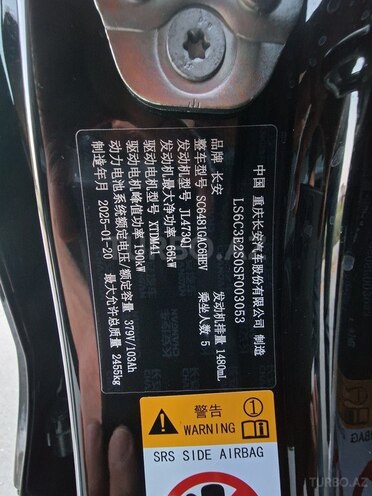 中国 重庆长安汽车股份有限公司 制造
LS6C3E2S0SF003053
品牌 长安
整车型号 SC6481GAC6HEV
发动机型号 JL473QJ 发动机排量 1480mL
发动机最大净功率 66kW 乘坐人数 5
驱动电机型号 XTDM41
驱动电机峰值功率 190kW
动力电池系统额定电压/额定容量 379V/103Ah
制造年月 2025-01-20 最大允许总质量 2455kg
警告 ①
WARNING
SRS SIDE AIRBAG
TURBO.AZ